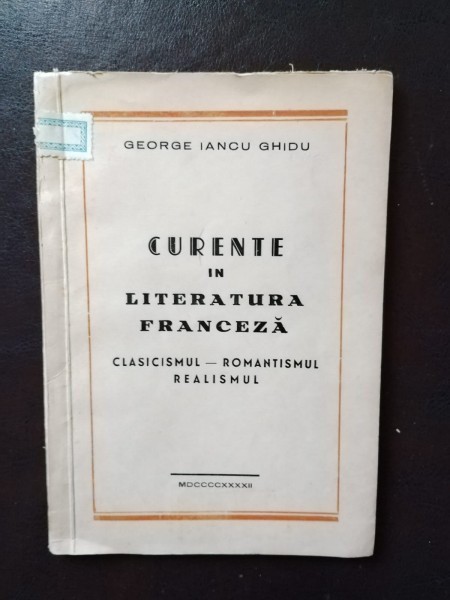 GEORGE IANCU GHIDU
CURENTE
IN
LITERATURA
FRANCEZĂ
CLASICISMUL — ROMANTISMUL
REALISMUL
MDCCCCXXXXII